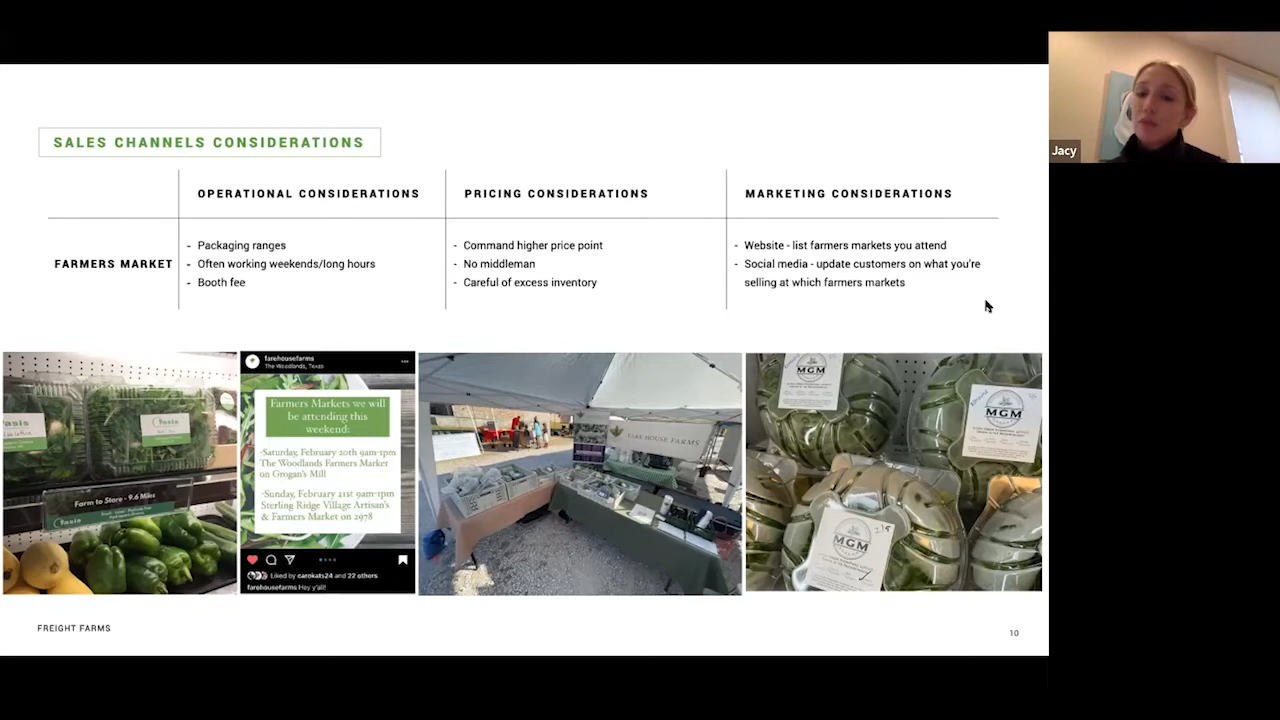 SALES CHANNELS CONSIDERATIONS
OPERATIONAL CONSIDERATIONS
PRICING CONSIDERATIONS
MARKETING CONSIDERATIONS
FARMERS MARKET
- Packaging ranges
- Often working weekends/long hours
- Booth fee
- Command higher price point
- No middleman
- Careful of excess inventory
- Website - list farmers markets you attend
- Social media - update customers on what you're
selling at which farmers markets
Jacy
Farm to Store - 9.6 Miles
farehousefarms
The Woodlands, Texas
Farmers Markets we will
be attending this
weekend:
-Saturday, February 20th 9am-1pm
The Woodlands Farmers Market
on Grogan's Mill
-Sunday, February 21st 9am-1pm
Sterling Ridge Village Artisan's
& Farmers Market on 2978
Liked by carokats24 and 22 others
farehousefarms Hey y'all!
FARE HOUSE FARMS
MGM
MGM
MGM
FREIGHT FARMS
10